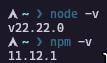 ~ ❯ node -v
v22.22.0
~ ❯ npm -v
11.12.1